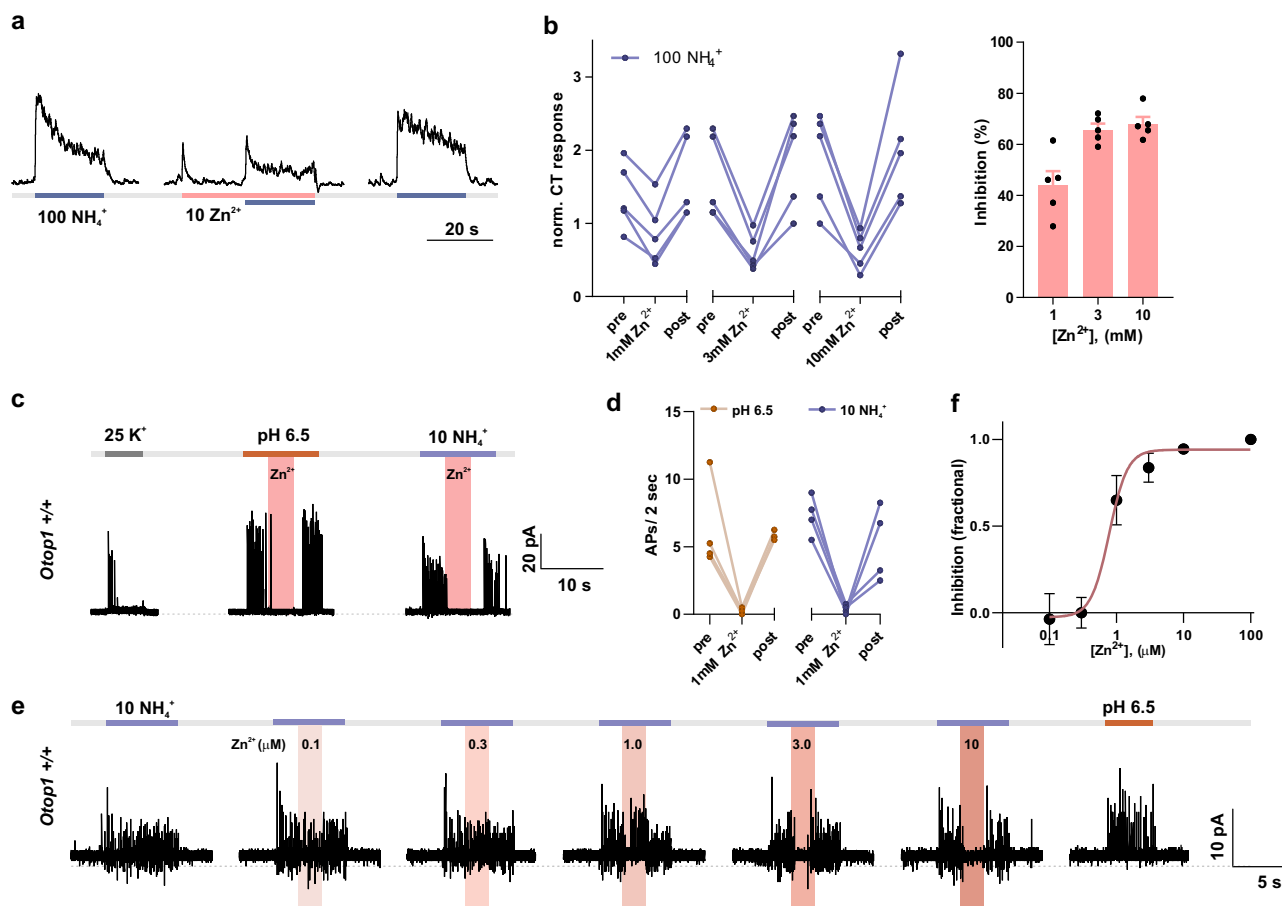 a
100 NH₄⁺
10 Zn²⁺
20 s
b
100 NH₄⁺
norm. CT response
3
2
1
0
pre
1mM Zn²⁺
post
pre
3mM Zn²⁺
post
pre
10mM Zn²⁺
post
Inhibition (%)
100
80
60
40
20
0
1
3
10
[Zn²⁺], (mM)
c
25 K⁺
pH 6.5
10 NH₄⁺
Zn²⁺
Zn²⁺
Otop1 +/+
20 pA
10 s
d
pH 6.5
10 NH₄⁺
APs/ 2 sec
15
10
5
0
pre
1mM Zn²⁺
post
pre
1mM Zn²⁺
post
f
Inhibition (fractional)
1.0
0.5
0.0
0.1
1
10
100
[Zn²⁺], (μM)
e
10 NH₄⁺
pH 6.5
Zn²⁺ (μM)
0.1
0.3
1.0
3.0
10
Otop1 +/+
10 pA
5 s